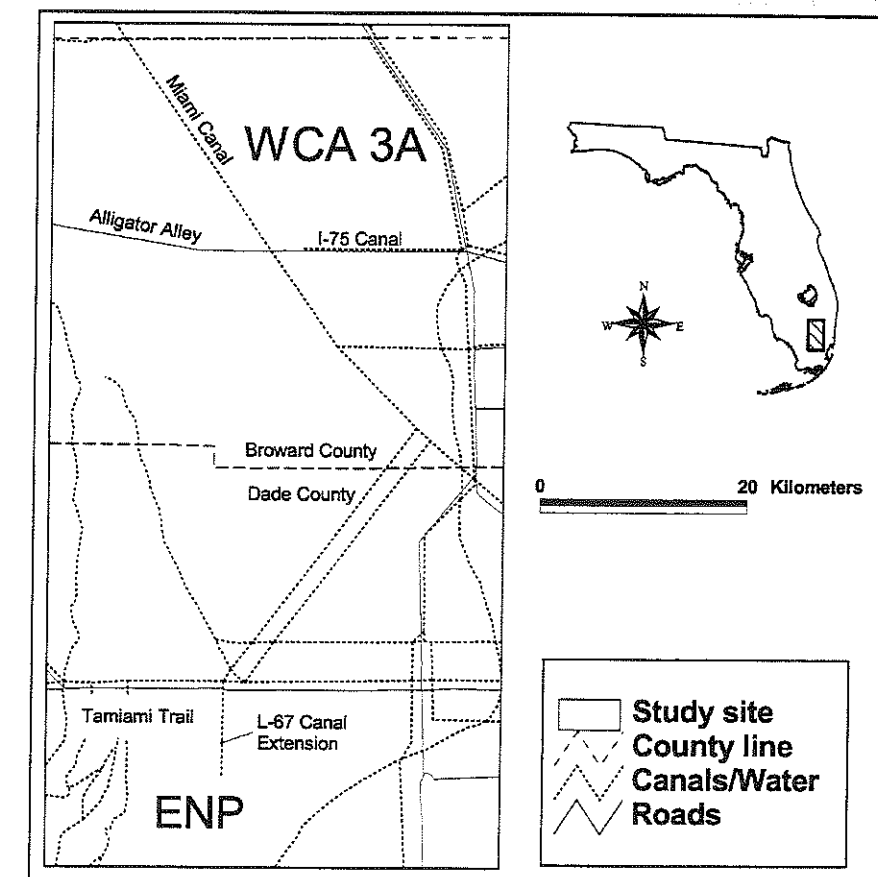 Miami Canal
WCA 3A
Alligator Alley
I-75 Canal
Broward County
Dade County
Tamiami Trail
L-67 Canal
Extension
ENP
N
W
E
S
0
20 Kilometers
Study site
County line
Canals/Water
Roads